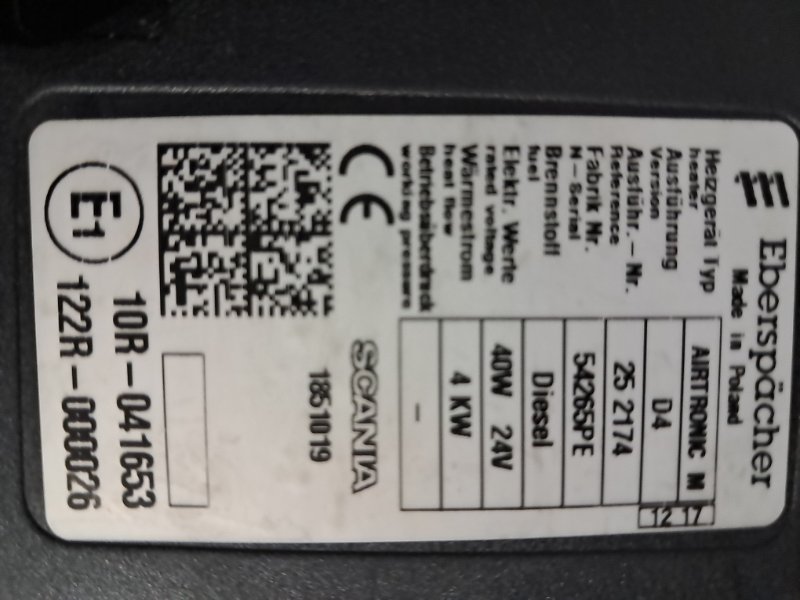 Eberspächer
Made in Poland
Heizgerät Typ
heater
AIRTRONIC M
12 17
Ausführung
Version
D4
Ausführ.-Nr.
Reference
25 2174
Fabrik Nr.
N-Serial
54265PE
Brennstoff
fuel
Diesel
Elektr. Werte
rated voltage
40W 24V
Wärmestrom
heat flow
4 KW
Betriebsüberdruck
working pressure
-
CE
SCANIA
1851019
E1
10R-041653
122R-000026